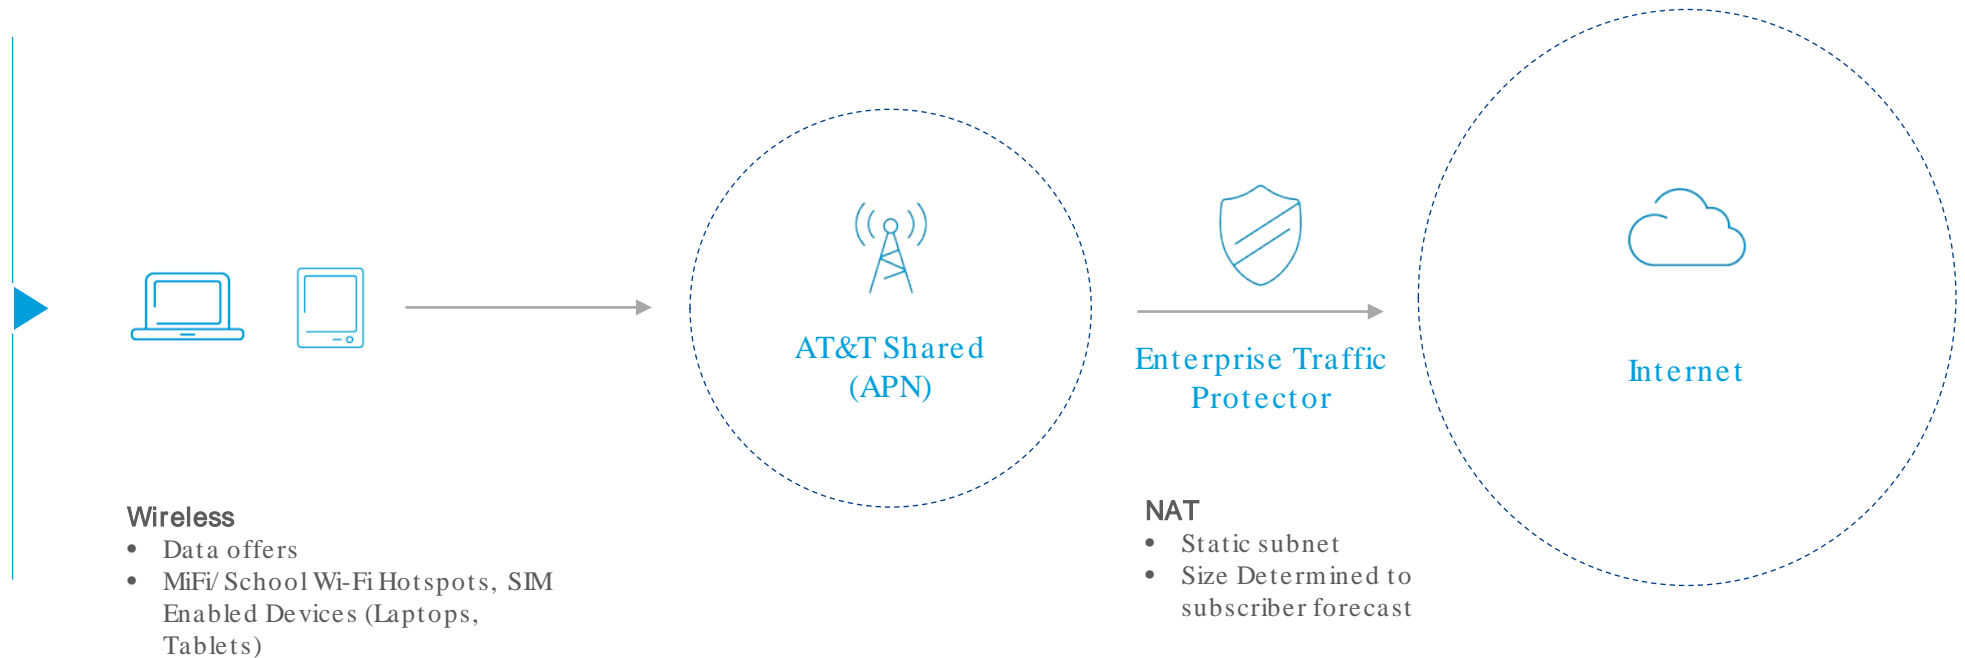 AT&T Shared
(APN)
Enterprise Traffic
Protector
Internet
Wireless
• Data offers
• MiFi/ School Wi-Fi Hotspots, SIM
Enabled Devices (Laptops,
Tablets)
NAT
• Static subnet
• Size Determined to
subscriber forecast